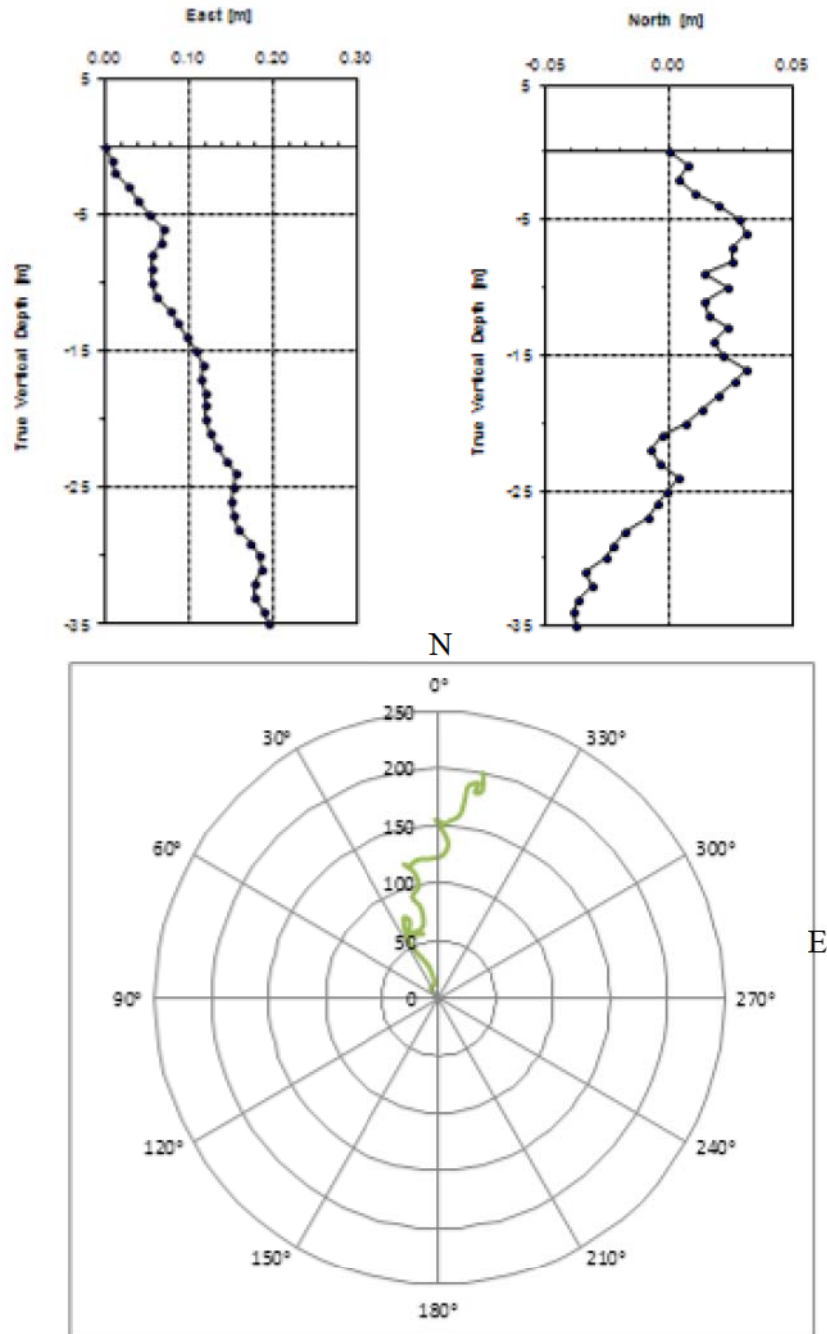 East [m]
0.00 0.10 0.20 0.30
5
-5
-15
-25
-35
True Vertical Depth [m]
North [m]
-0.05 0.00 0.05
5
-5
-15
-25
-35
True Vertical Depth [m]
N
0°
250
30° 330°
200
150
60° 300°
100
50
E
90° 0 270°
120° 240°
150° 210°
180°